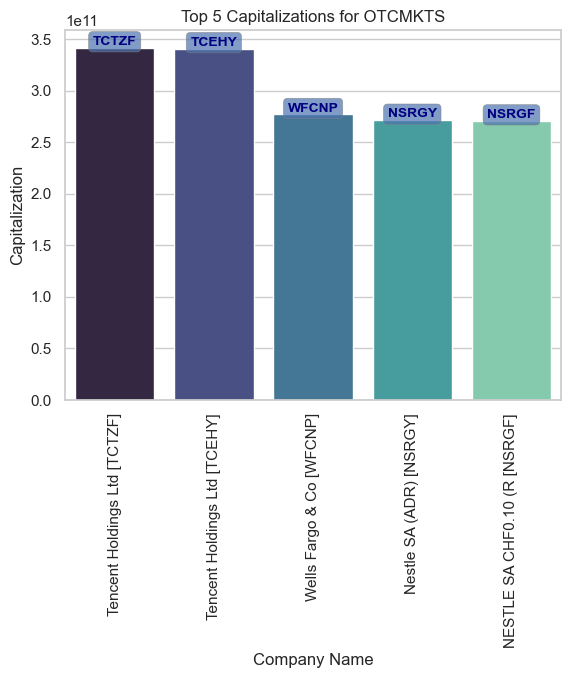 Top 5 Capitalizations for OTCMKTS
1e11
3.5
3.0
2.5
2.0
1.5
1.0
0.5
0.0
Capitalization
TCTZF
TCEHY
WFCNP
NSRGY
NSRGF
Tencent Holdings Ltd [TCTZF]
Tencent Holdings Ltd [TCEHY]
Wells Fargo & Co [WFCNP]
Nestle SA (ADR) [NSRGY]
NESTLE SA CHF0.10 (R [NSRGF]
Company Name